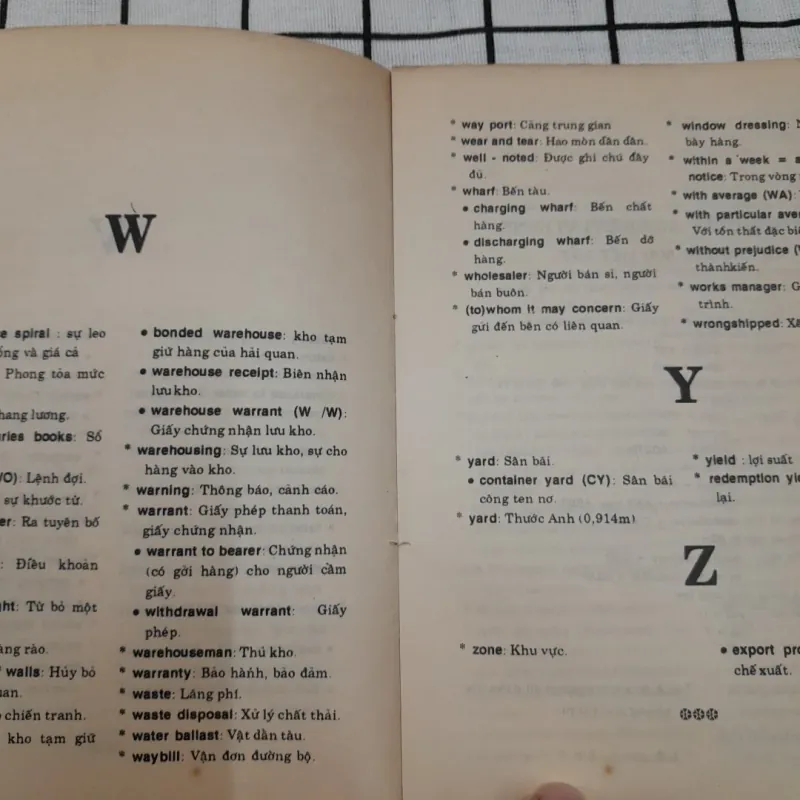 W
e spiral : sự leo
ống và giá cả
Phong tỏa mức
hang lương.
ries books: Sổ
/O): Lệnh đợi.
sự khước từ.
er: Ra tuyên bố
: Điều khoản
ht: Từ bỏ một
àng rào.
walls: Hủy bỏ
uan.
chiến tranh.
kho tạm giữ
• bonded warehouse: kho tạm
giữ hàng của hải quan.
• warehouse receipt: Biên nhận
lưu kho.
• warehouse warrant (W /W):
Giấy chứng nhận lưu kho.
* warehousing: Sự lưu kho, sự cho
hàng vào kho.
* warning: Thông báo, cảnh cáo.
* warrant: Giấy phép thanh toán,
giấy chứng nhận.
• warrant to bearer: Chứng nhận
(có gởi hàng) cho người cầm
giấy.
• withdrawal warrant: Giấy
phép.
* warehouseman: Thủ kho.
* warranty: Bảo hảnh, bảo đảm.
* waste: Láng phí.
* waste disposal: Xử lý chất thải.
* water ballast: Vật dằn tàu.
* waybill: Vận đơn đường bộ.
* way port: Cảng trung gian
* wear and tear: Hao mòn dần dần.
* well - noted: Được ghi chú đầy
đủ.
* wharf: Bến tàu.
• charging wharf: Bến chất
hàng.
• discharging wharf: Bến dỡ
hàng.
* wholesaler: Người bán sỉ, người
bán buôn.
* (to)whom it may concern: Giấy
gửi đến bên có liên quan.
* window dressing:
bày hàng.
* within a week = a
notice: Trong vòng
* with average (WA):
* with particular aver
Với tổn thất đặc biệ
* without prejudice (
thànhkiến.
* works manager: G
trình.
* wrongshipped: Xế
Y
* yard: Sân bãi.
• container yard (CY): Sân bãi
công ten nơ.
* yard: Thước Anh (0,914m)
* yield : lợi suất
* redemption yie
lại.
Z
* zone: Khu vực.
• export pro
chế xuất.